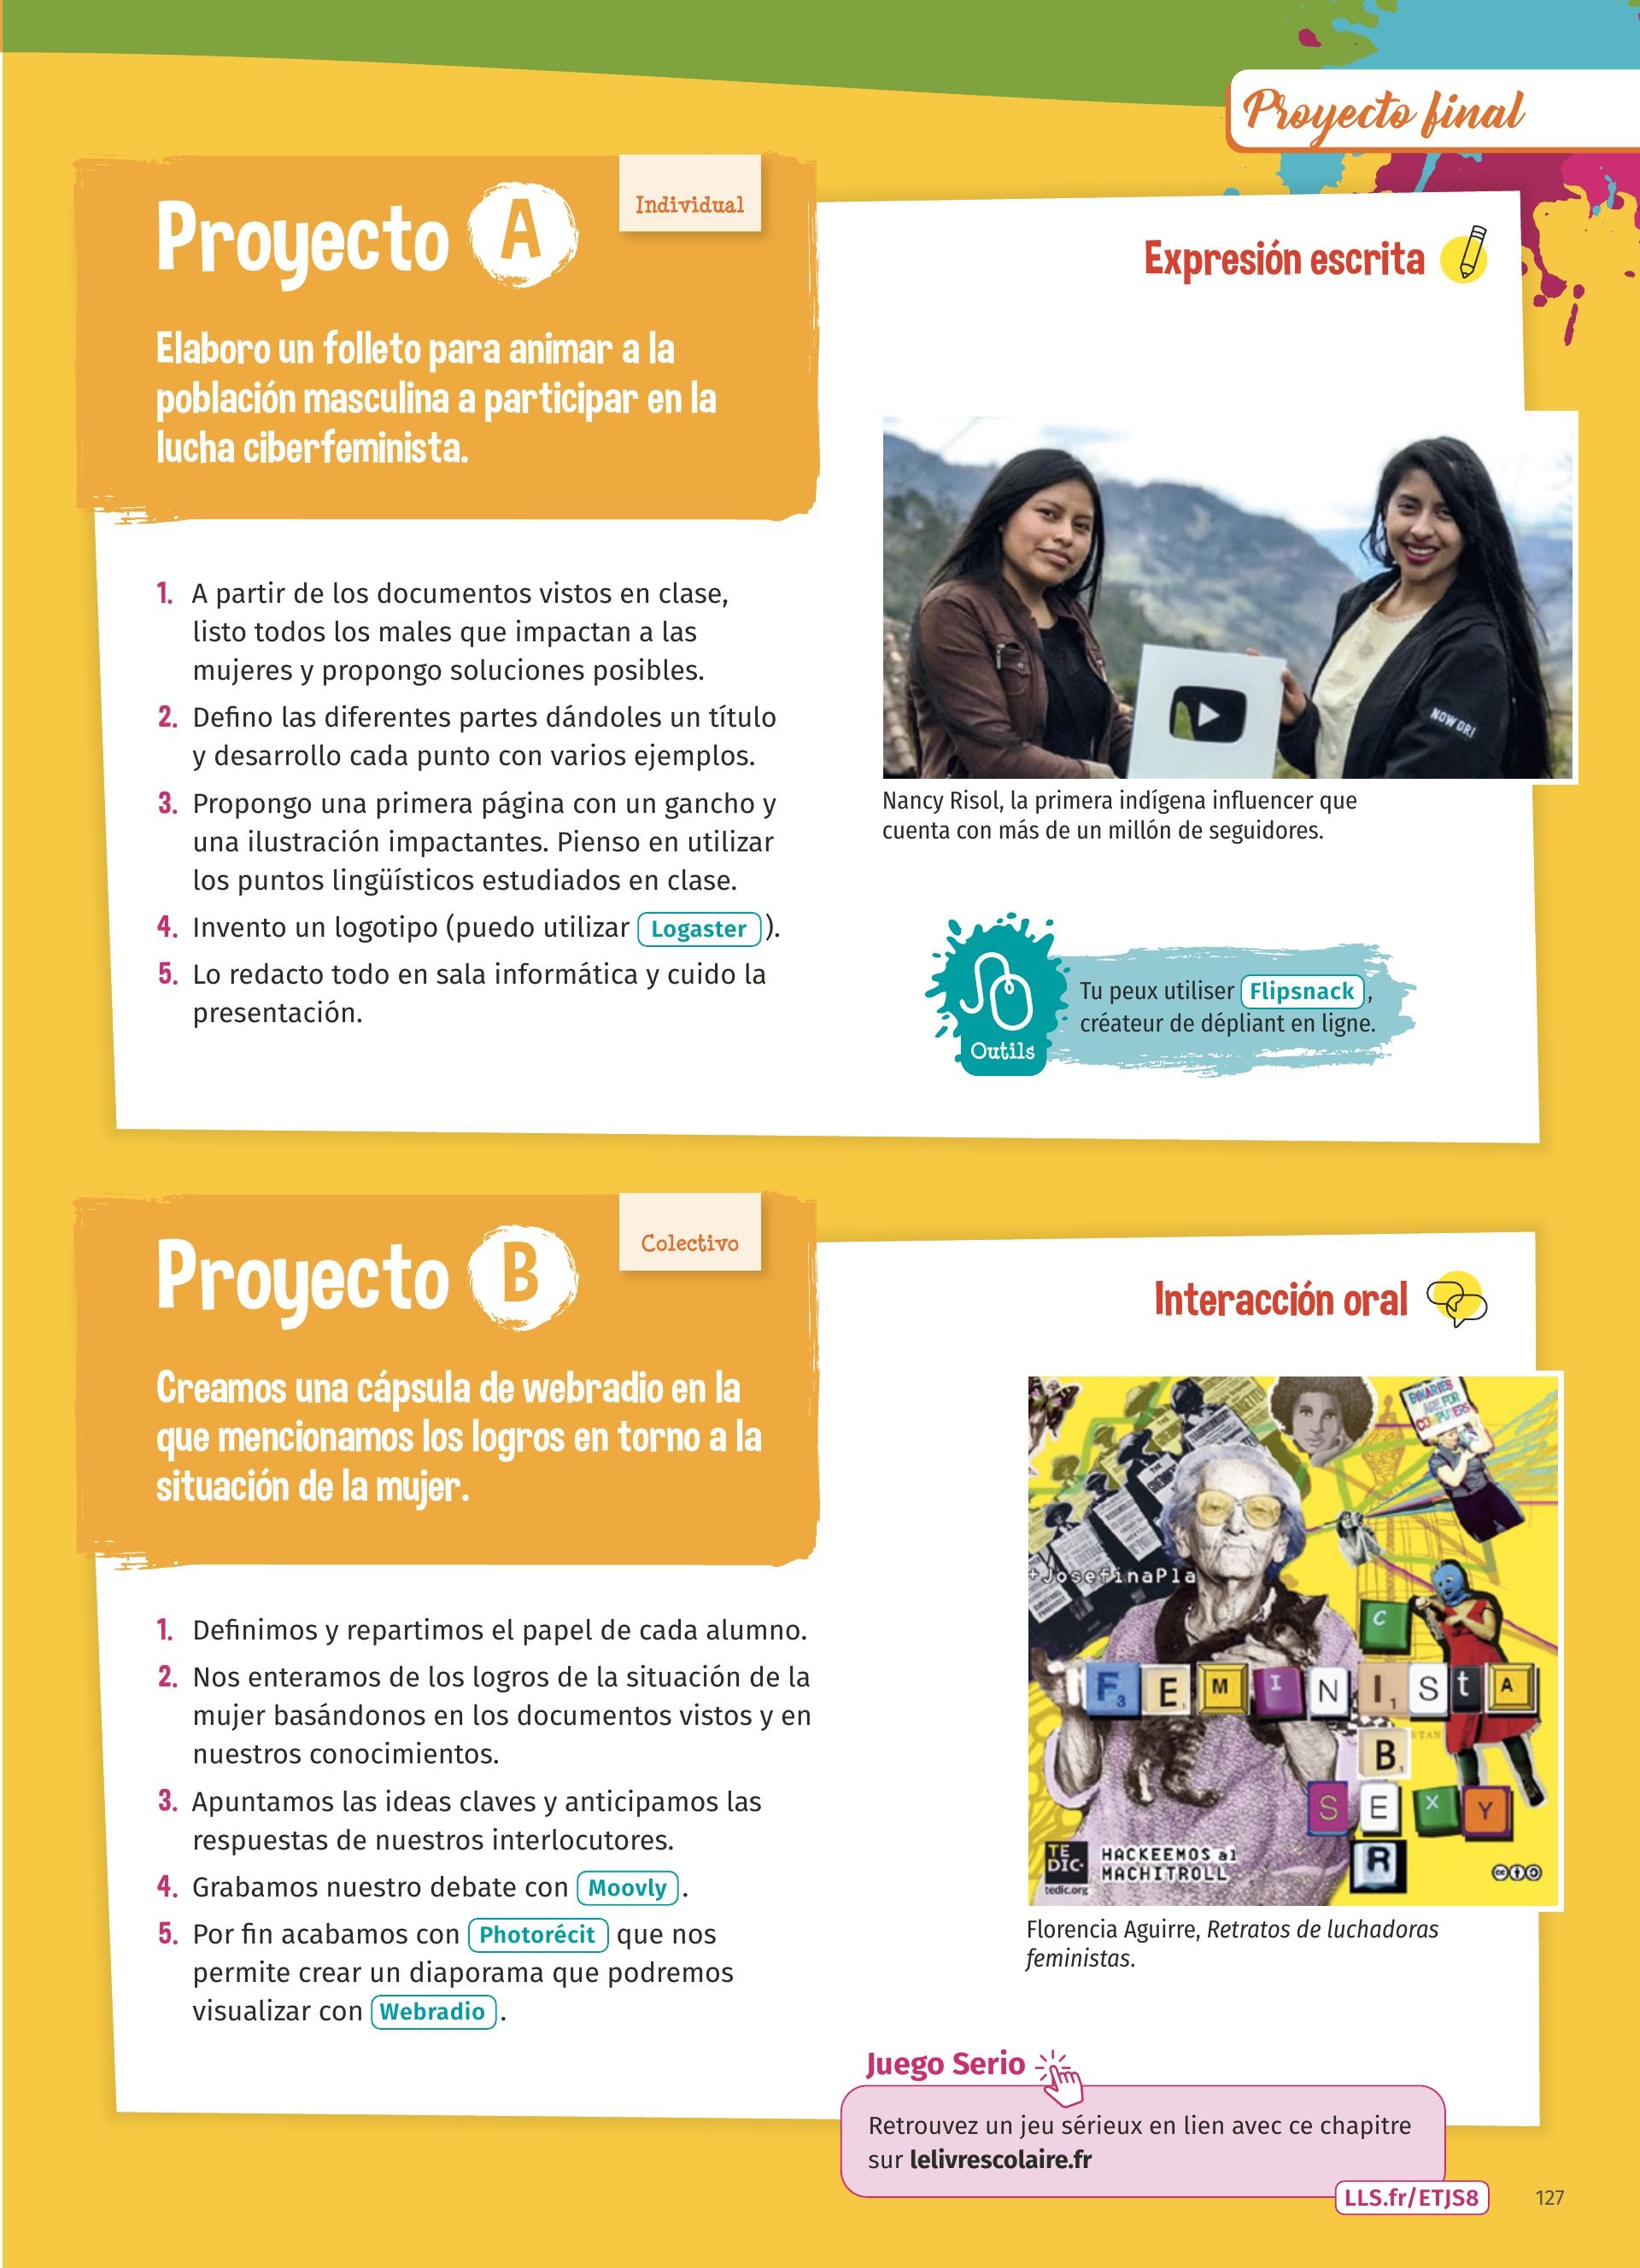 Proyecto final
Proyecto A
Individual
Expresión escrita
Elaboro un folleto para animar a la
población masculina a participar en la
lucha ciberfeminista.
1. A partir de los documentos vistos en clase,
listo todos los males que impactan a las
mujeres y propongo soluciones posibles.
2. Defino las diferentes partes dándoles un título
y desarrollo cada punto con varios ejemplos.
3. Propongo una primera página con un gancho y
una ilustración impactantes. Pienso en utilizar
los puntos lingüísticos estudiados en clase.
4. Invento un logotipo (puedo utilizar Logaster ).
5. Lo redacto todo en sala informática y cuido la
presentación.
NOW OR!
Nancy Risol, la primera indígena influencer que
cuenta con más de un millón de seguidores.
Outils
Tu peux utiliser Flipsnack ,
créateur de dépliant en ligne.
Proyecto B
Colectivo
Interacción oral
Creamos una cápsula de webradio en la
que mencionamos los logros en torno a la
situación de la mujer.
1. Definimos y repartimos el papel de cada alumno.
2. Nos enteramos de los logros de la situación de la
mujer basándonos en los documentos vistos y en
nuestros conocimientos.
3. Apuntamos las ideas claves y anticipamos las
respuestas de nuestros interlocutores.
4. Grabamos nuestro debate con Moovly .
5. Por fin acabamos con Photorécit que nos
permite crear un diaporama que podremos
visualizar con Webradio .
BINARIES
ARE FOR
COMPUTERS
+JosefinaPla
C
FEMINIStA
B
SEXY
R
TEDIC
tedic.org
HACKEEMOS al
MACHITROLL
Florencia Aguirre, Retratos de luchadoras
feministas.
Juego Serio
Retrouvez un jeu sérieux en lien avec ce chapitre
sur lelivrescolaire.fr
LLS.fr/ETJS8
127